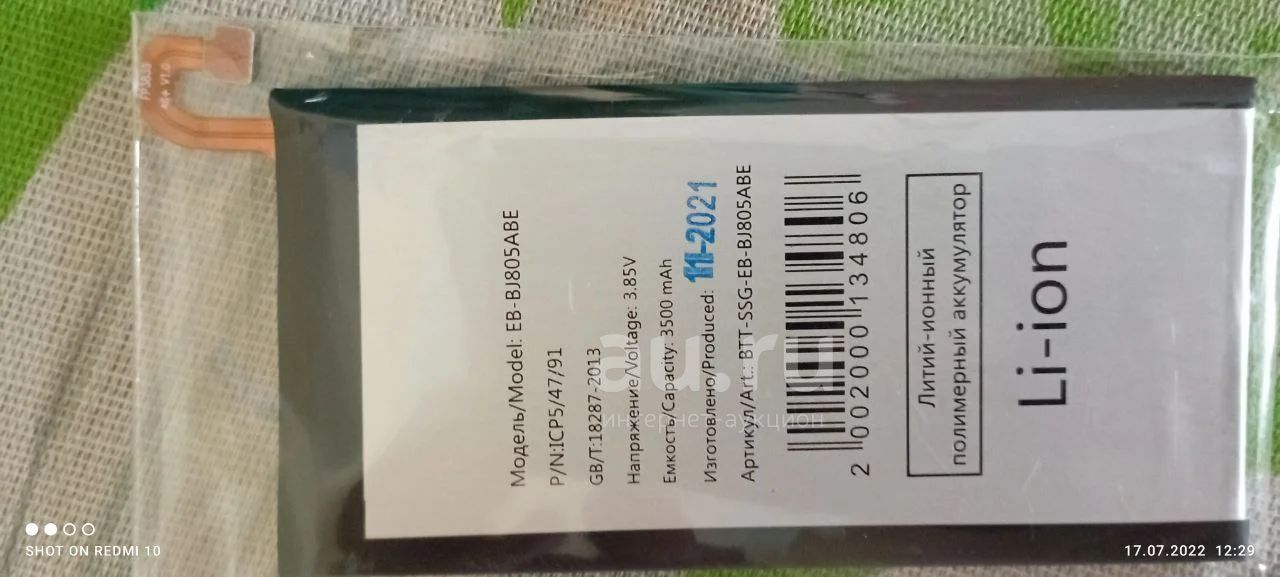 Модель/Model: EB-BJ805ABE
P/N:ICP5/47/91
GB/T:18287-2013
Напряжение/Voltage: 3.85V
Емкость/Capacity: 3500 mAh
Изготовлено/Produced: 11-2021
Артикул/Art.: BTT-SSG-EB-BJ805ABE
2 002000 134806
Литий-ионный
полимерный аккумулятор
Li-ion
au.ru
интернет-аукцион
SHOT ON REDMI 10
17.07.2022 12:29